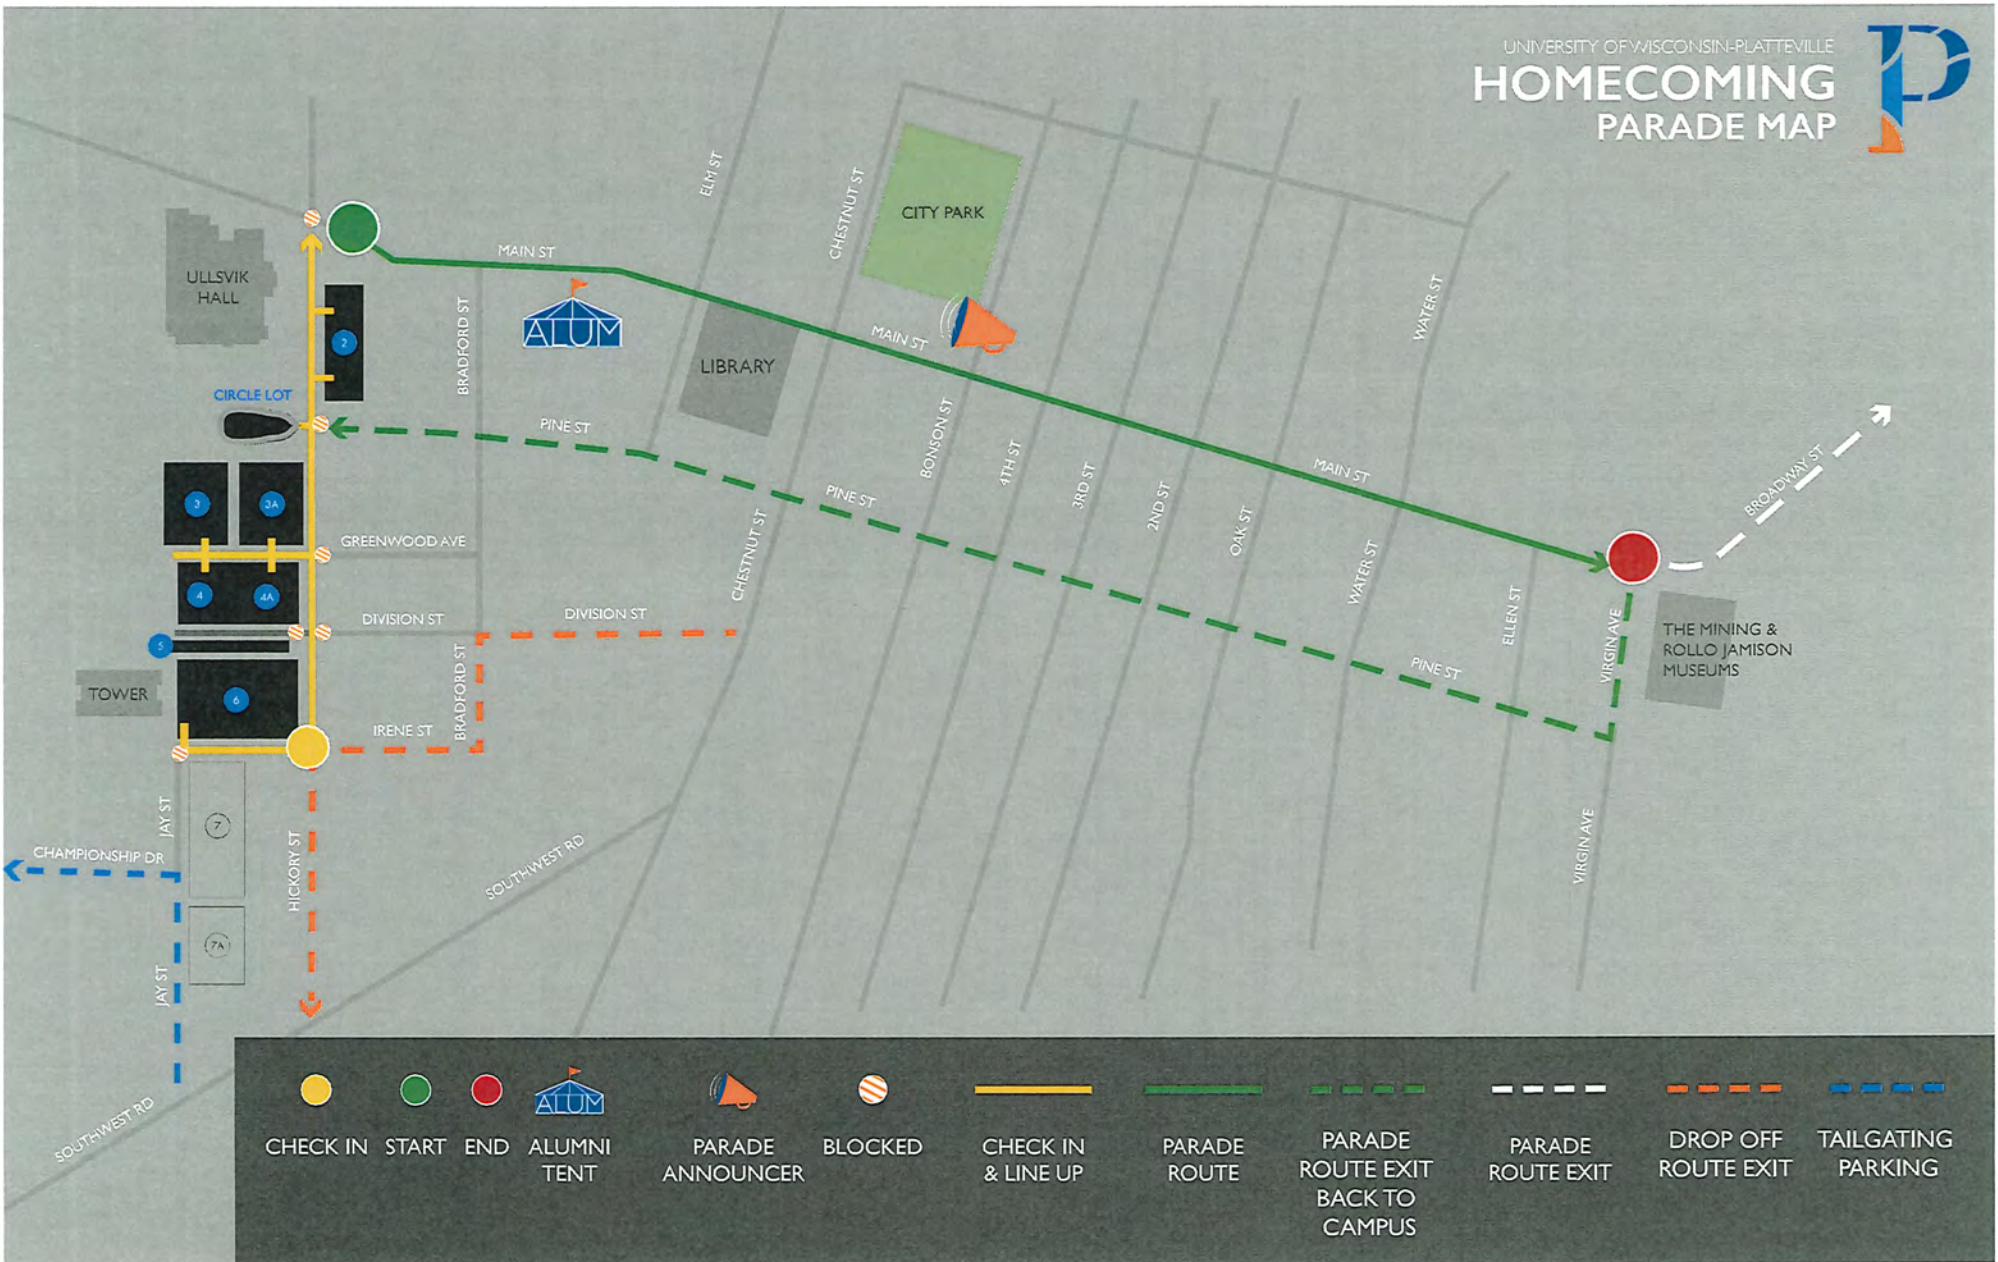 UNIVERSITY OF WISCONSIN-PLATTEVILLE
HOMECOMING
PARADE MAP
ELM ST
CHESTNUT ST
CITY PARK
MAIN ST
ULLSVIK
HALL
BRADFORD ST
ALUM
2
LIBRARY
MAIN ST
WATER ST
CIRCLE LOT
PINE ST
BONSON ST
4TH ST
3RD ST
2ND ST
OAK ST
MAIN ST
BROADWAY ST
3
3A
PINE ST
GREENWOOD AVE
CHESTNUT ST
WATER ST
ELLEN ST
VIRGIN AVE
4
4A
DIVISION ST
DIVISION ST
THE MINING &
ROLLO JAMISON
MUSEUMS
5
TOWER
6
BRADFORD ST
PINE ST
IRENE ST
JAY ST
7
CHAMPIONSHIP DR
HICKORY ST
SOUTHWEST RD
VIRGIN AVE
7A
JAY ST
SOUTHWEST RD
ALUM
CHECK IN
START
END
ALUMNI
TENT
PARADE
ANNOUNCER
BLOCKED
CHECK IN
& LINE UP
PARADE
ROUTE
PARADE
ROUTE EXIT
BACK TO
CAMPUS
PARADE
ROUTE EXIT
DROP OFF
ROUTE EXIT
TAILGATING
PARKING